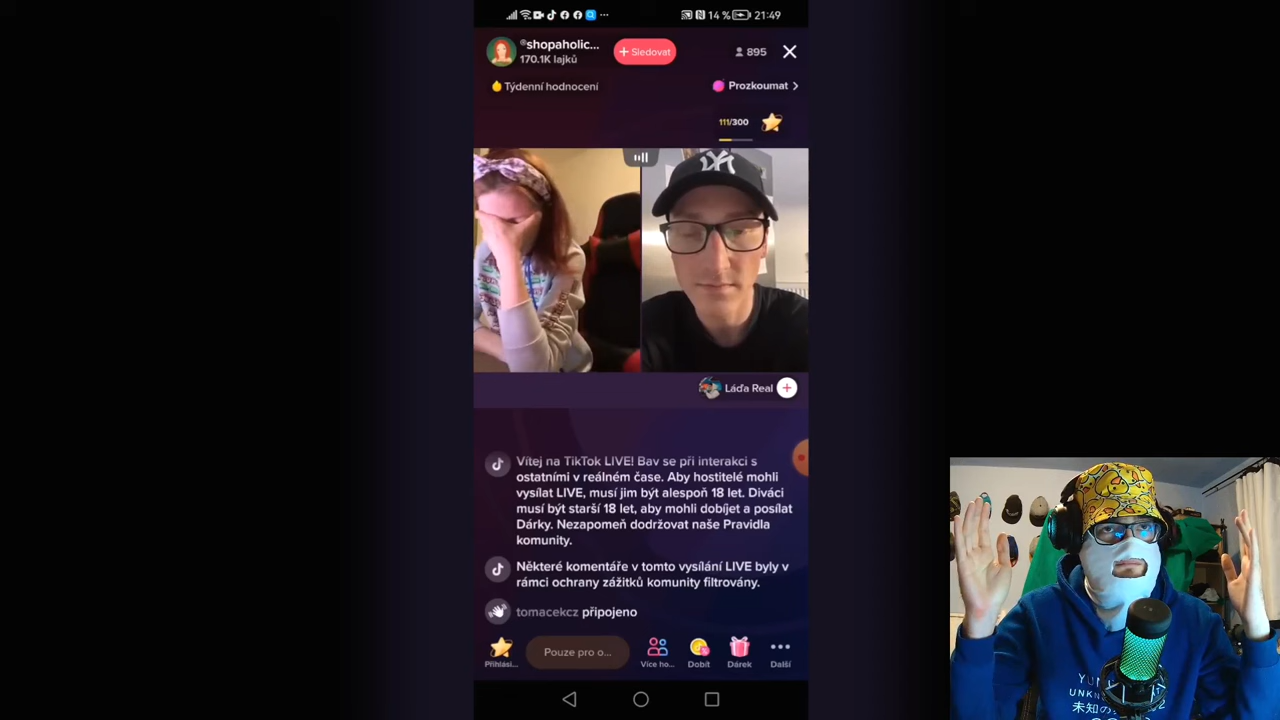 14 %
21:49
®shopaholic...
170.1K lajků
+ Sledovat
895
Týdenní hodnocení
Prozkoumat
111/300
NY
Láďa Real
Vítej na TikTok LIVE! Bav se při interakci s
ostatními v reálném čase. Aby hostitelé mohli
vysílat LIVE, musí jim být alespoň 18 let. Diváci
musí být starší 18 let, aby mohli dobíjet a posílat
Dárky. Nezapomeň dodržovat naše Pravidla
komunity.
Některé komentáře v tomto vysílání LIVE byly v
rámci ochrany zážitků komunity filtrovány.
tomacekcz připojeno
Přihlási...
Pouze pro o...
Více ho...
Dobít
Dárek
Další